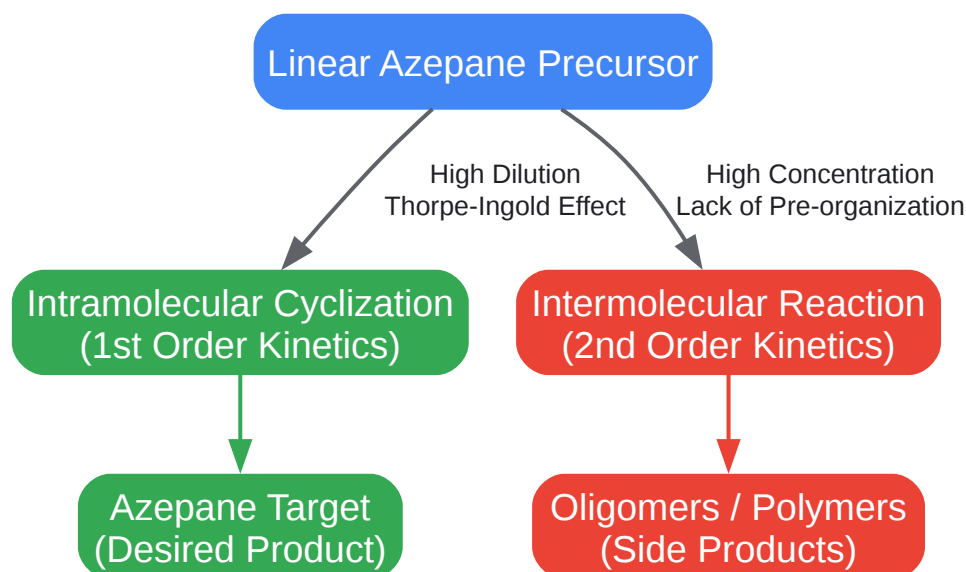 Linear Azepane Precursor
High Dilution
Thorpe-Ingold Effect
High Concentration
Lack of Pre-organization
Intramolecular Cyclization
(1st Order Kinetics)
Intermolecular Reaction
(2nd Order Kinetics)
Azepane Target
(Desired Product)
Oligomers / Polymers
(Side Products)